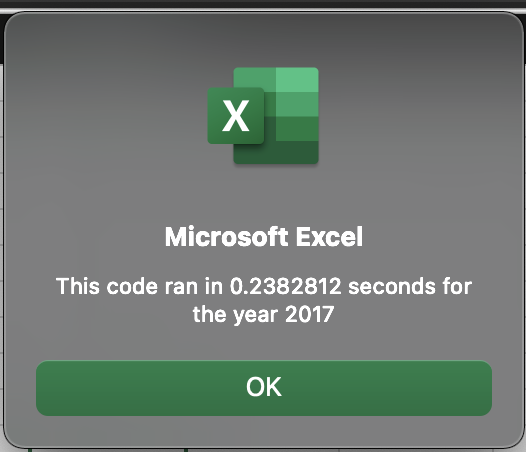 X
Microsoft Excel
This code ran in 0.2382812 seconds for
the year 2017
OK